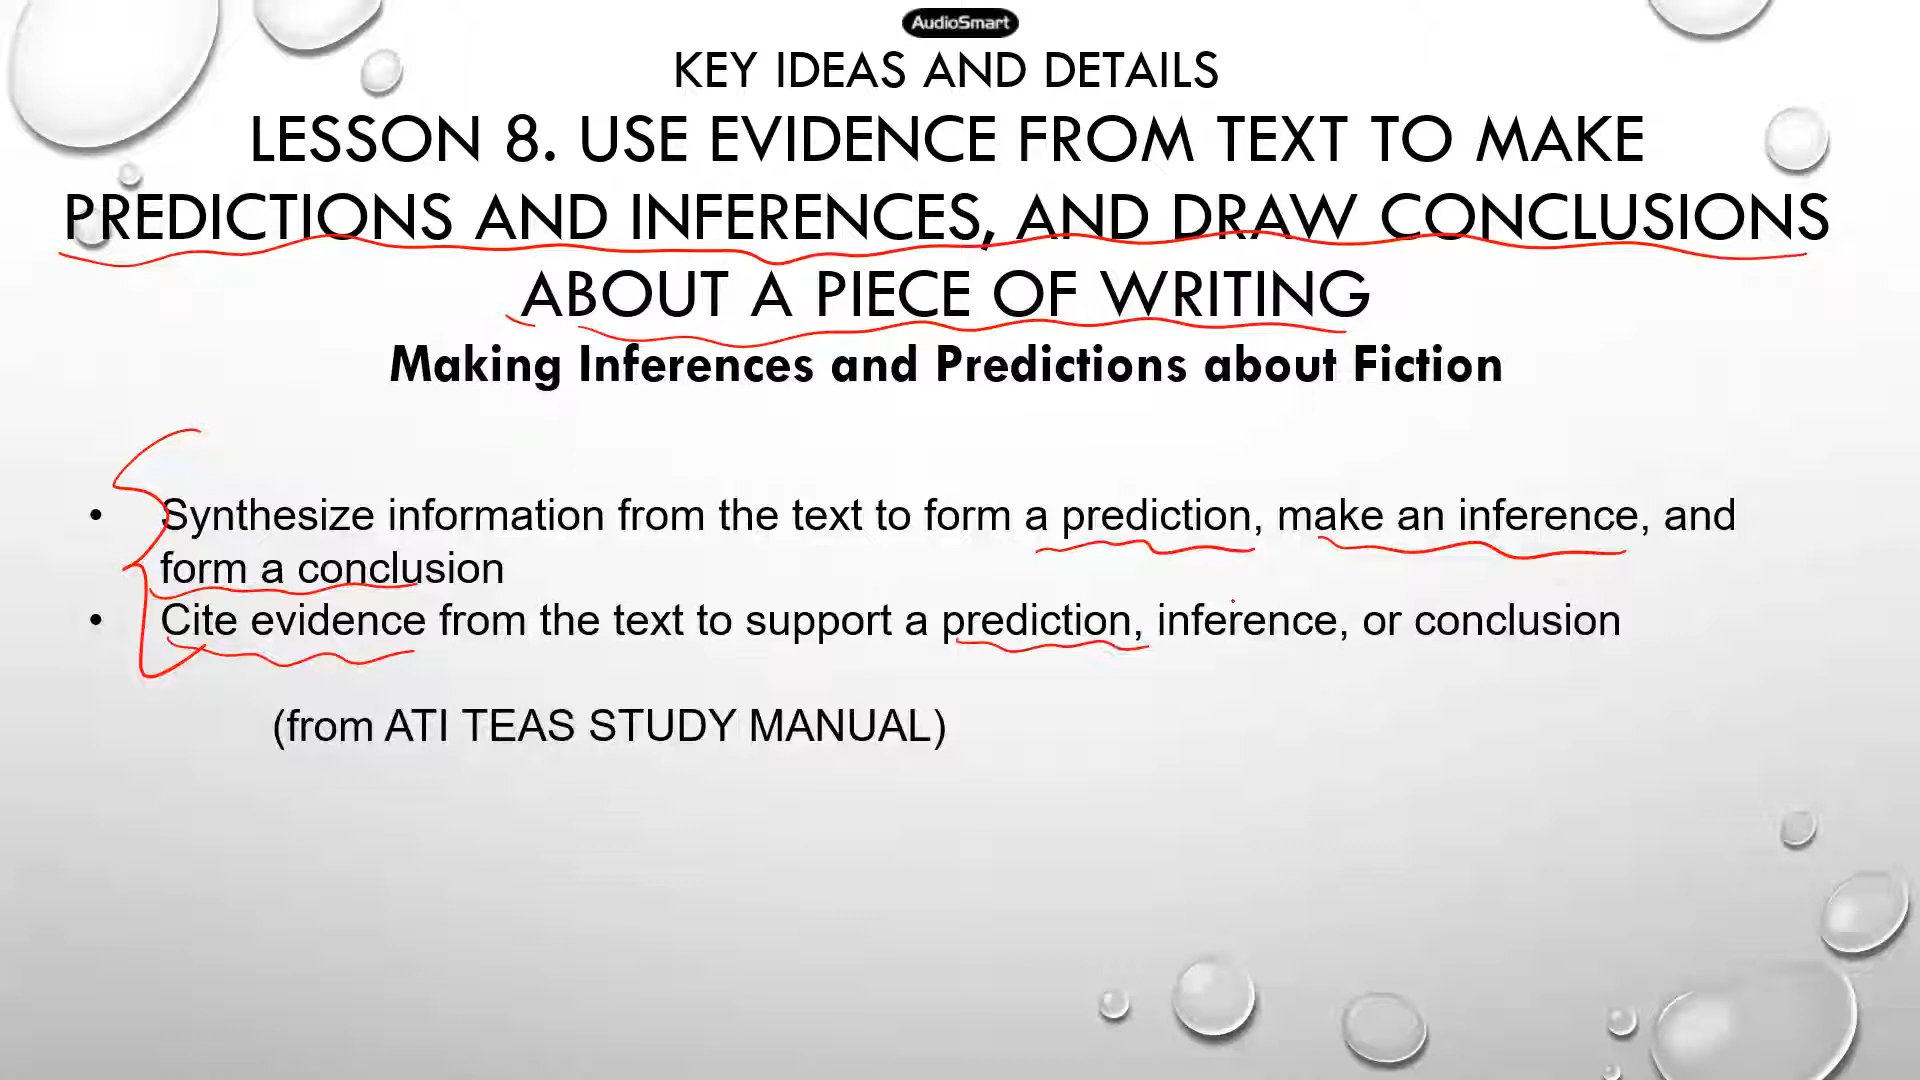 AudioSmart
KEY IDEAS AND DETAILS
LESSON 8. USE EVIDENCE FROM TEXT TO MAKE
PREDICTIONS AND INFERENCES, AND DRAW CONCLUSIONS
ABOUT A PIECE OF WRITING
Making Inferences and Predictions about Fiction
• Synthesize information from the text to form a prediction, make an inference, and
form a conclusion
• Cite evidence from the text to support a prediction, inference, or conclusion
(from ATI TEAS STUDY MANUAL)